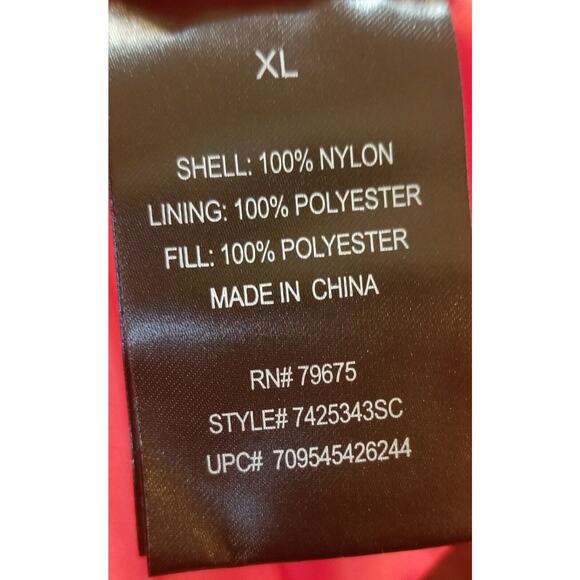 XL
SHELL: 100% NYLON
LINING: 100% POLYESTER
FILL: 100% POLYESTER
MADE IN CHINA
RN# 79675
STYLE# 7425343SC
UPC# 709545426244